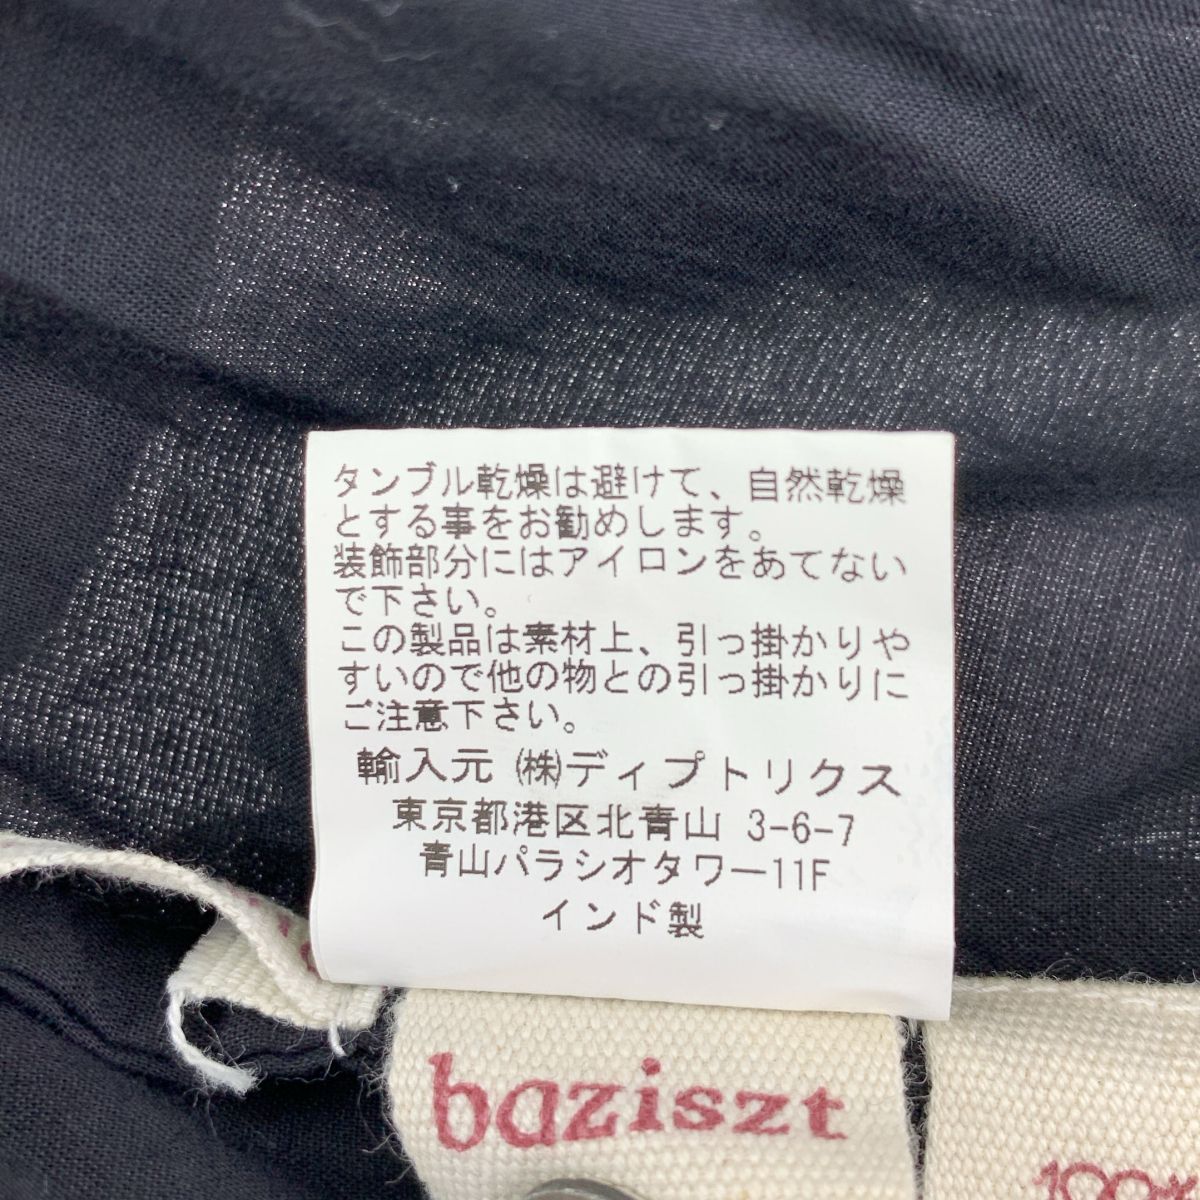 タンブル乾燥は避けて、自然乾燥
とする事をお勧めします。
装飾部分にはアイロンをあてない
で下さい。
この製品は素材上、引っ掛かりや
すいので他の物との引っ掛かりに
ご注意下さい。
輸入元 ㈱ディプトリクス
東京都港区北青山 3-6-7
青山パラシオタワー11F
インド製
baziszt